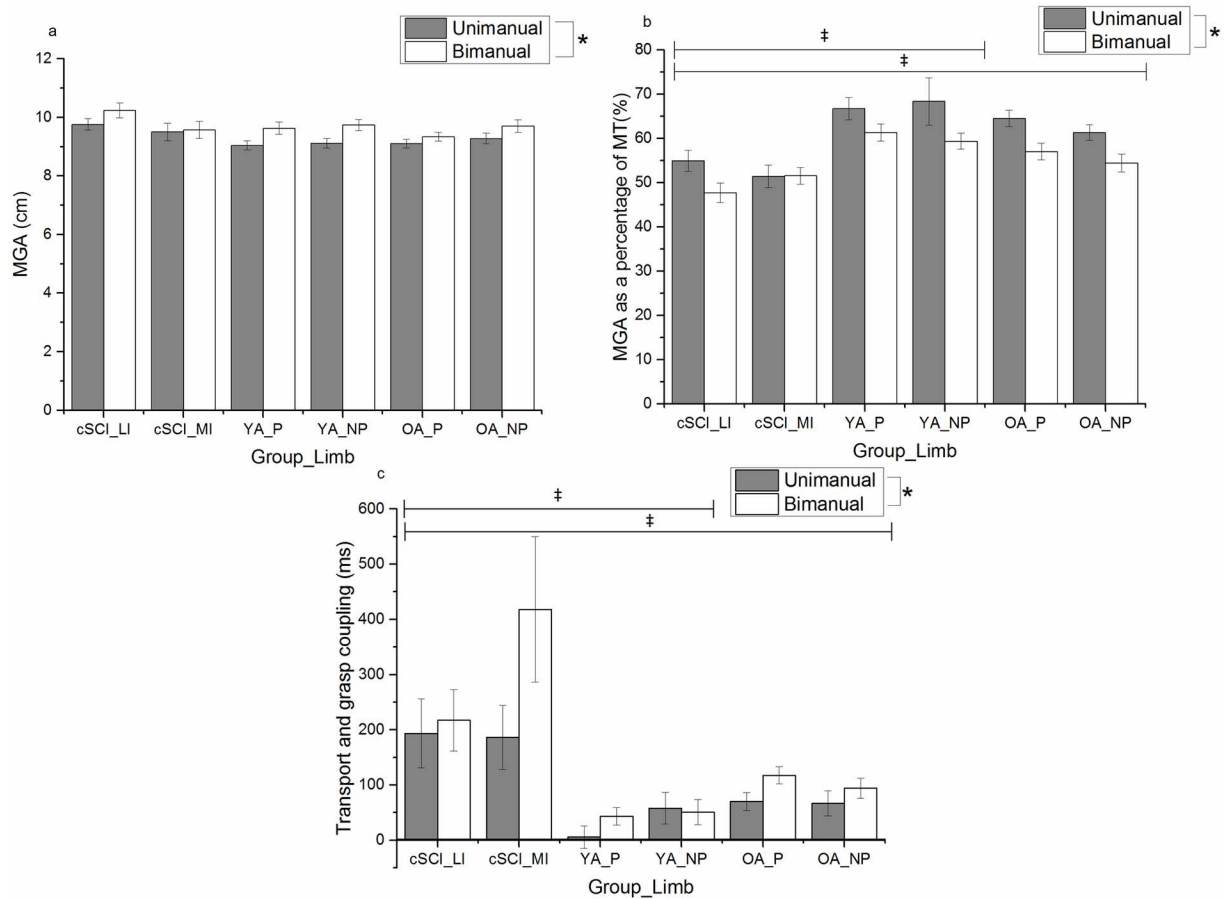 a
Unimanual
Bimanual
*
12
10
8
6
4
2
0
MGA (cm)
cSCI_LI cSCI_MI YA_P YA_NP OA_P OA_NP
Group_Limb
b
Unimanual
Bimanual
*
‡
‡
80
70
60
50
40
30
20
10
0
MGA as a percentage of MT(%)
cSCI_LI cSCI_MI YA_P YA_NP OA_P OA_NP
Group_Limb
c
Unimanual
Bimanual
*
‡
‡
600
500
400
300
200
100
0
Transport and grasp coupling (ms)
cSCI_LI cSCI_MI YA_P YA_NP OA_P OA_NP
Group_Limb